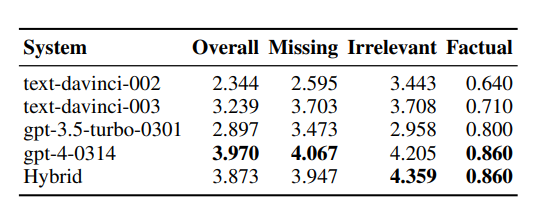 System Overall Missing Irrelevant Factual
text-davinci-002 2.344 2.595 3.443 0.640
text-davinci-003 3.239 3.703 3.708 0.710
gpt-3.5-turbo-0301 2.897 3.473 2.958 0.800
gpt-4-0314 3.970 4.067 4.205 0.860
Hybrid 3.873 3.947 4.359 0.860